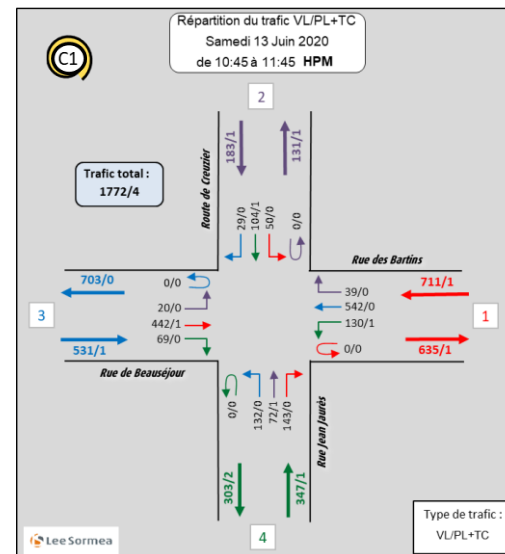 Répartition du trafic VL/PL+TC
Samedi 13 Juin 2020
de 10:45 à 11:45 HPM
C1
2
183/1
131/1
Trafic total :
1772/4
Route de Creuzier
29/0
104/1
50/0
0/0
Rue des Bartins
703/0
0/0
39/0
711/1
20/0
542/0
3
442/1
130/1
1
69/0
0/0
531/1
635/1
Rue de Beauséjour
Rue Jean Jaurès
0/0
132/0
72/1
143/0
303/2
347/1
4
Type de trafic :
VL/PL+TC
Lee Sormea